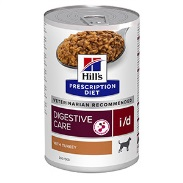 Hill's
PRESCRIPTION
DIET
VETERINARIAN RECOMMENDED
DIGESTIVE
CARE
i/d
WITH TURKEY